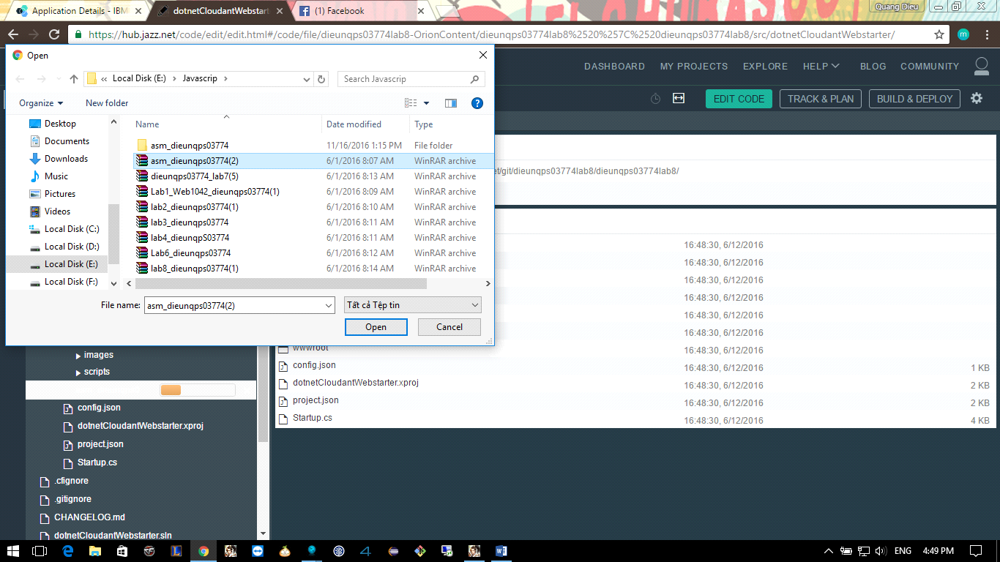 Application Details - IBM
dotnetCloudantWebstart
(1) Facebook
Quang Dieu
https://hub.jazz.net/code/edit/edit.html#/code/file/dieunqps03774lab8-OrionContent/dieunqps03774lab8%2520%257C%2520dieunqps03774lab8/src/dotnetCloudantWebstarter/
m
Open
« Local Disk (E:) › Javascrip ›
Search Javascrip
DASHBOARD MY PROJECTS EXPLORE HELP BLOG COMMUNITY
Organize New folder
EDIT CODE TRACK & PLAN BUILD & DEPLOY
Desktop
Documents
Downloads
Music
Pictures
Videos
Local Disk (C:)
Local Disk (D:)
Local Disk (E:)
Local Disk (F:)
Name Date modified Type
asm_dieunqps03774 11/16/2016 1:15 PM File folder
asm_dieunqps03774(2) 6/1/2016 8:07 AM WinRAR archive
dieunqps03774_lab7(5) 6/1/2016 8:13 AM WinRAR archive
Lab1_Web1042_dieunqps03774(1) 6/1/2016 8:09 AM WinRAR archive
lab2_dieunqps03774(1) 6/1/2016 8:10 AM WinRAR archive
lab3_dieunqps03774 6/1/2016 8:11 AM WinRAR archive
lab4_dieunqpS03774 6/1/2016 8:11 AM WinRAR archive
Lab6_dieunqps03774 6/1/2016 8:12 AM WinRAR archive
lab8_dieunqps03774(1) 6/1/2016 8:14 AM WinRAR archive
File name: asm_dieunqps03774(2) Tất cả Tệp tin
Open Cancel
et/git/dieunqps03774lab8/dieunqps03774lab8/
16:48:30, 6/12/2016
16:48:30, 6/12/2016
16:48:30, 6/12/2016
16:48:30, 6/12/2016
16:48:30, 6/12/2016
16:48:30, 6/12/2016
wwwroot 16:48:30, 6/12/2016
config.json 16:48:30, 6/12/2016 1 KB
dotnetCloudantWebstarter.xproj 16:48:30, 6/12/2016 2 KB
project.json 16:48:30, 6/12/2016 2 KB
Startup.cs 16:48:30, 6/12/2016 4 KB
images
scripts
config.json
dotnetCloudantWebstarter.xproj
project.json
Startup.cs
.cfignore
.gitignore
CHANGELOG.md
dotnetCloudantWebstarter.sln
ENG 4:49 PM